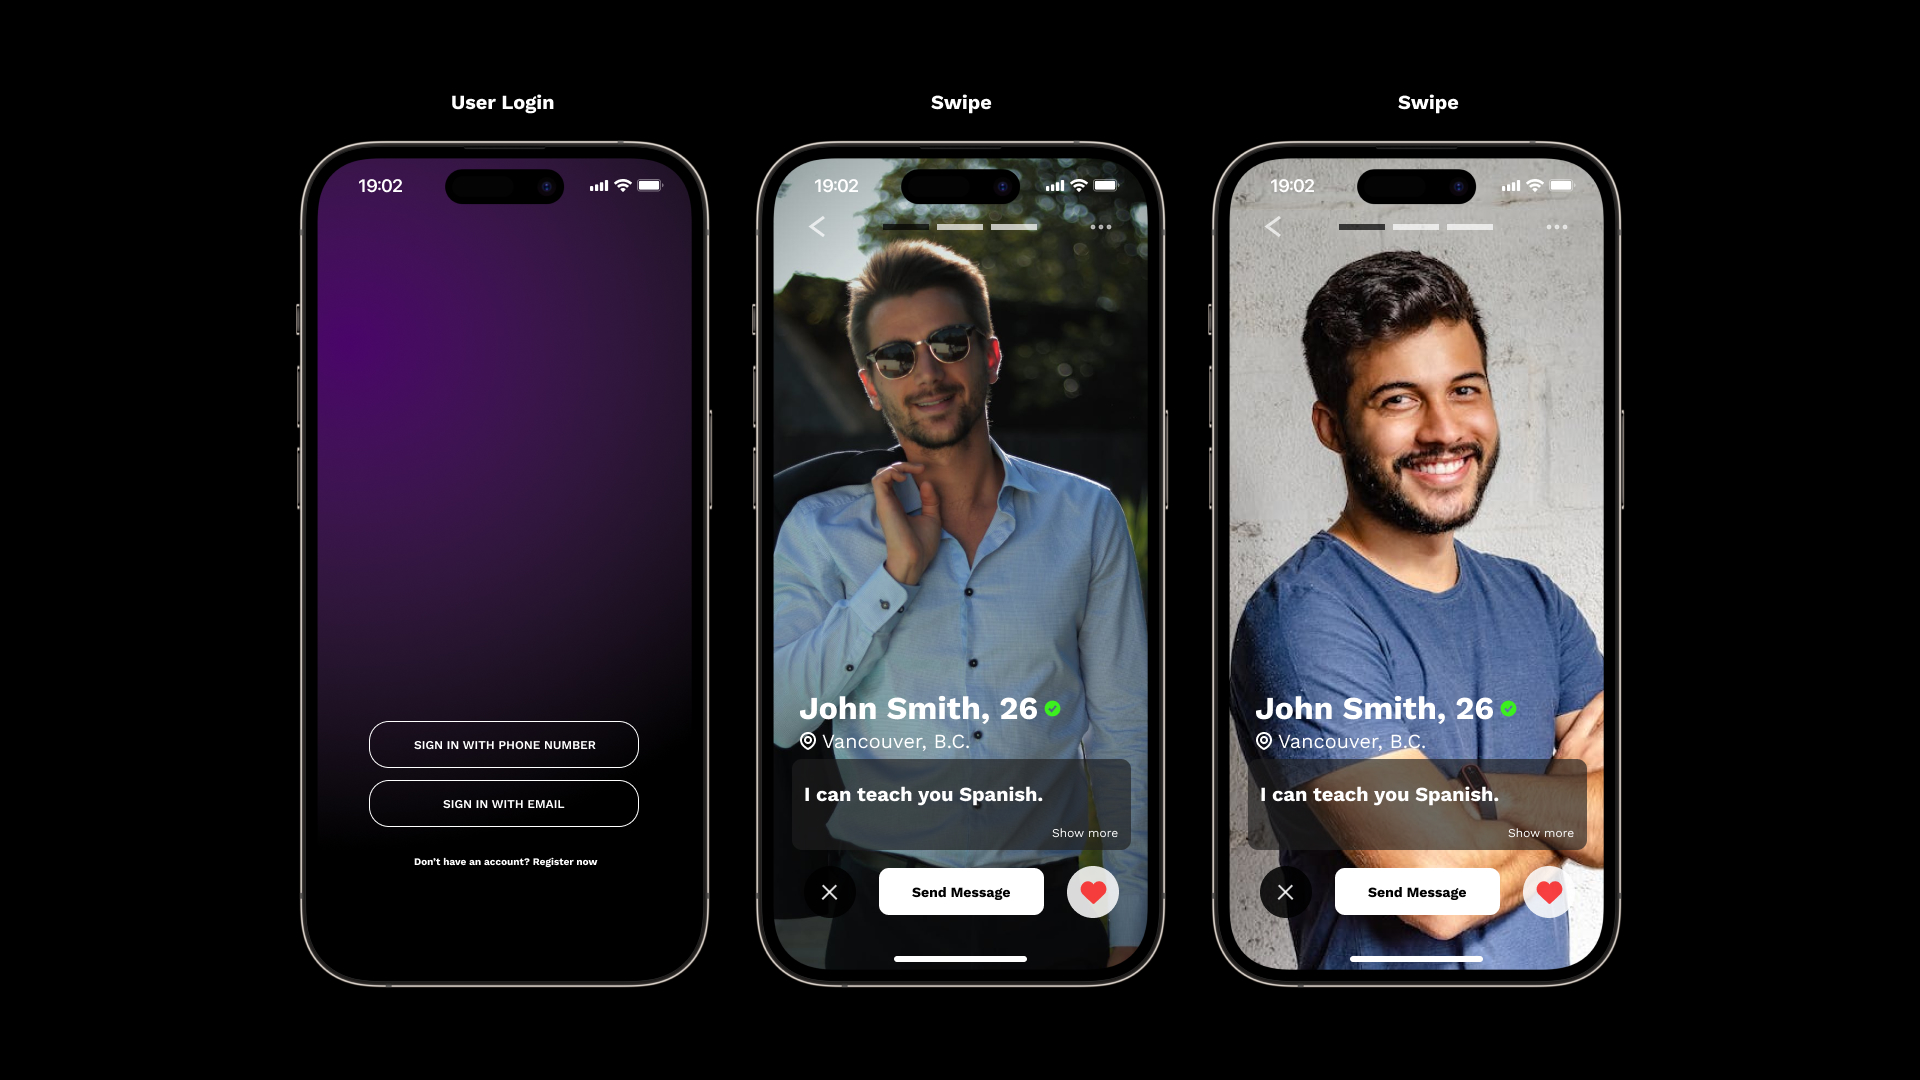 User Login
19:02
SIGN IN WITH PHONE NUMBER
SIGN IN WITH EMAIL
Don't have an account? Register now
Swipe
19:02
John Smith, 26
Vancouver, B.C.
I can teach you Spanish.
Show more
Send Message
Swipe
19:02
John Smith, 26
Vancouver, B.C.
I can teach you Spanish.
Show more
Send Message